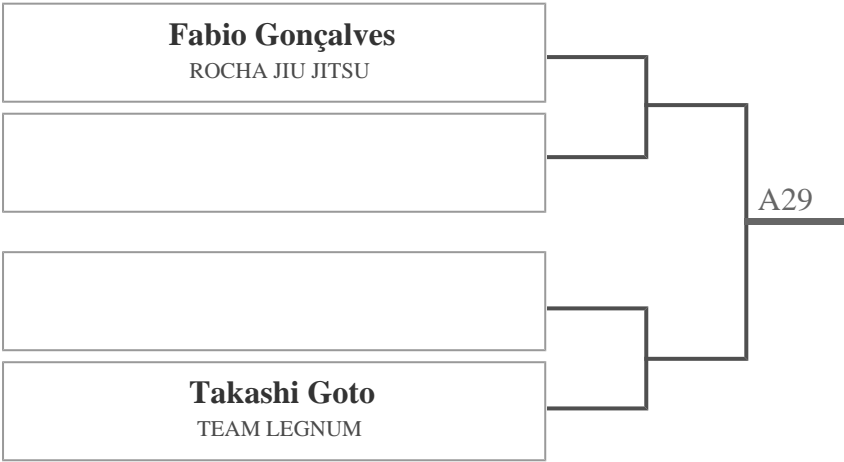 Fabio Gonçalves
ROCHA JIU JITSU
A29
Takashi Goto
TEAM LEGNUM